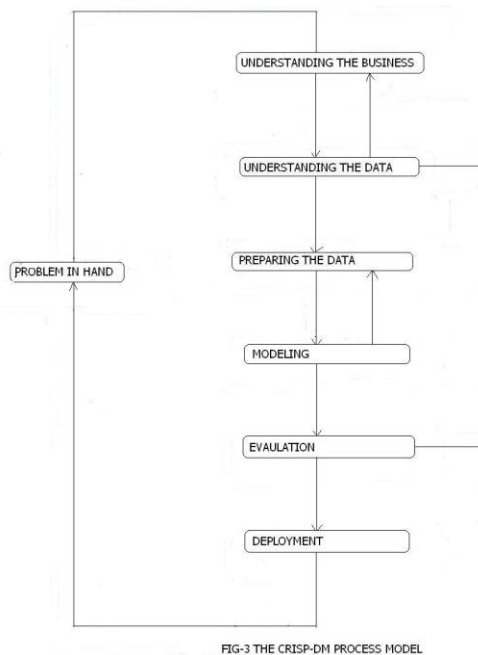 UNDERSTANDING THE BUSINESS
UNDERSTANDING THE DATA
PREPARING THE DATA
PROBLEM IN HAND
MODELING
EVAULATION
DEPLOYMENT
FIG-3 THE CRISP-DM PROCESS MODEL